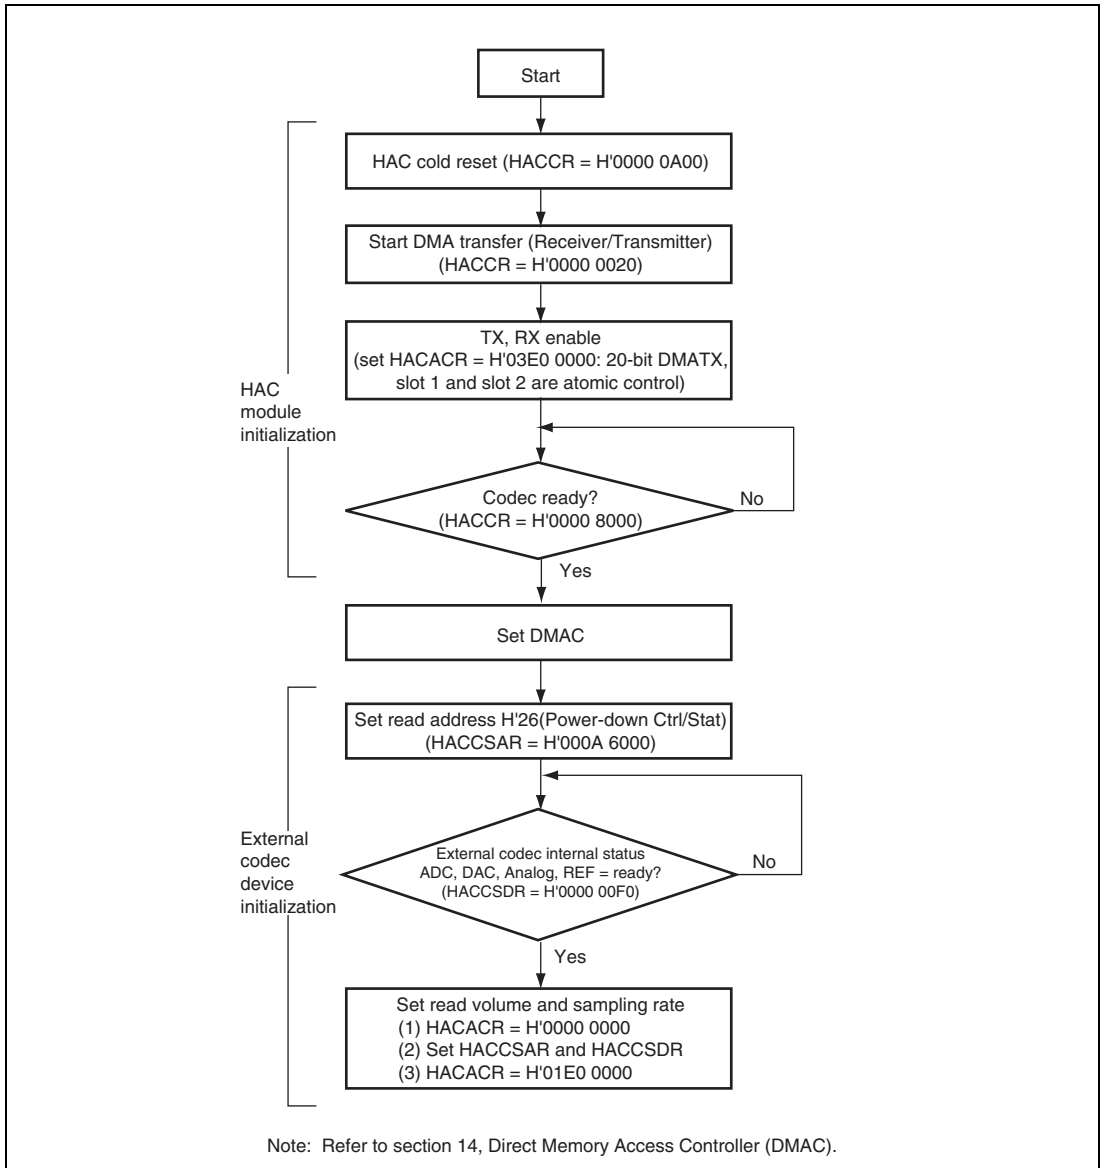 Start
HAC cold reset (HACCR = H'0000 0A00)
Start DMA transfer (Receiver/Transmitter)
(HACCR = H'0000 0020)
TX, RX enable
(set HACACR = H'03E0 0000: 20-bit DMATX,
slot 1 and slot 2 are atomic control)
HAC
module
initialization
Codec ready?
(HACCR = H'0000 8000)
No
Yes
Set DMAC
Set read address H'26(Power-down Ctrl/Stat)
(HACCSAR = H'000A 6000)
External
codec
device
initialization
External codec internal status
ADC, DAC, Analog, REF = ready?
(HACCSDR = H'0000 00F0)
No
Yes
Set read volume and sampling rate
(1) HACACR = H'0000 0000
(2) Set HACCSAR and HACCSDR
(3) HACACR = H'01E0 0000
Note: Refer to section 14, Direct Memory Access Controller (DMAC).